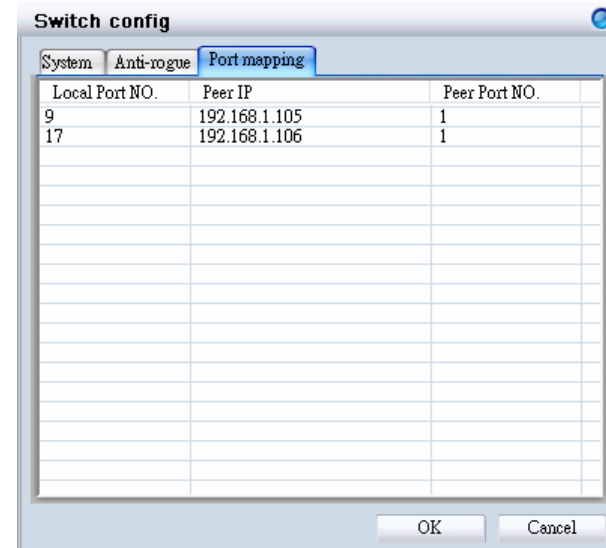 Switch config
System Anti-rogue Port mapping
Local Port NO. Peer IP Peer Port NO.
9 192.168.1.105 1
17 192.168.1.106 1
OK Cancel